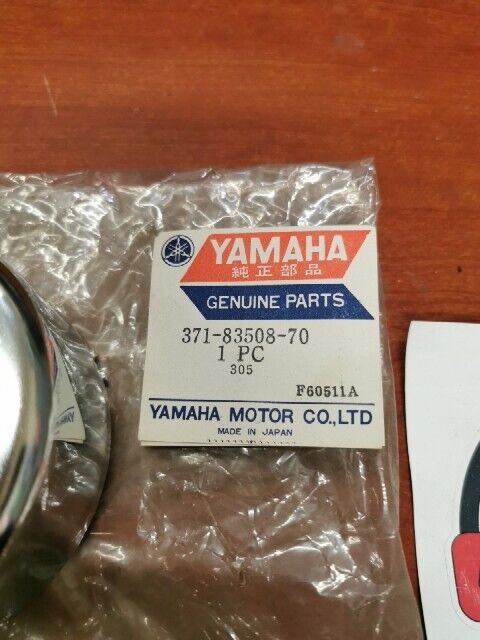 YAMAHA
純正部品
GENUINE PARTS
371-83508-70
1 PC
305
F60511A
YAMAHA MOTOR CO.,LTD
MADE IN JAPAN